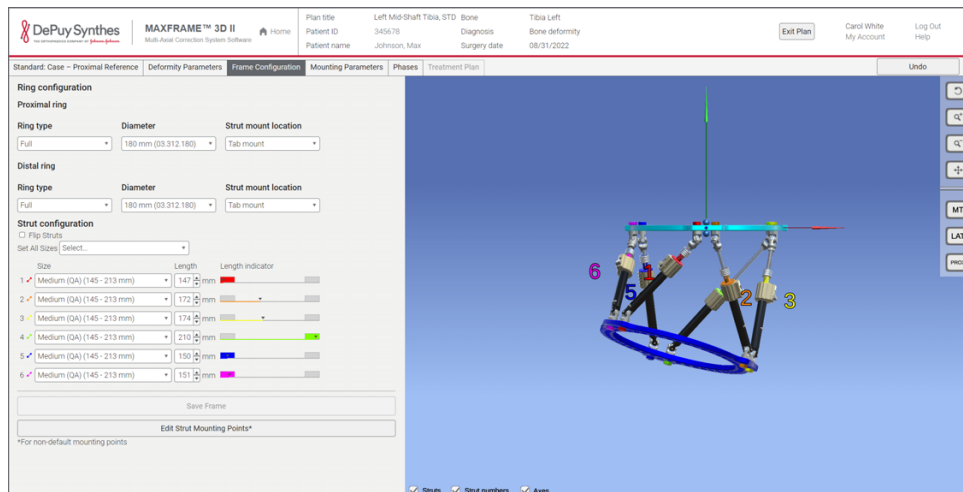 DePuy Synthes
THE ORTHOPAEDICS COMPANY OF Johnson & Johnson
MAXFRAME™ 3D II
Multi-Axial Correction System Software
Home
Plan title Left Mid-Shaft Tibia, STD Bone Tibia Left
Patient ID 345678 Diagnosis Bone deformity
Patient name Johnson, Max Surgery date 08/31/2022
Exit Plan
Carol White
My Account
Log Out
Help
Standard: Case – Proximal Reference Deformity Parameters Frame Configuration Mounting Parameters Phases Treatment Plan Undo
Ring configuration
Proximal ring
Ring type Diameter Strut mount location
Full 180 mm (03.312.180) Tab mount
Distal ring
Ring type Diameter Strut mount location
Full 180 mm (03.312.180) Tab mount
Strut configuration
Flip Struts
Set All Sizes Select...
Size Length Length indicator
1 Medium (QA) (145 - 213 mm) 147 mm
2 Medium (QA) (145 - 213 mm) 172 mm
3 Medium (QA) (145 - 213 mm) 174 mm
4 Medium (QA) (145 - 213 mm) 210 mm
5 Medium (QA) (145 - 213 mm) 150 mm
6 Medium (QA) (145 - 213 mm) 151 mm
Save Frame
Edit Strut Mounting Points*
*For non-default mounting points
6 1 5 2 3
MT
LAT
PROX
Struts Strut numbers Axes